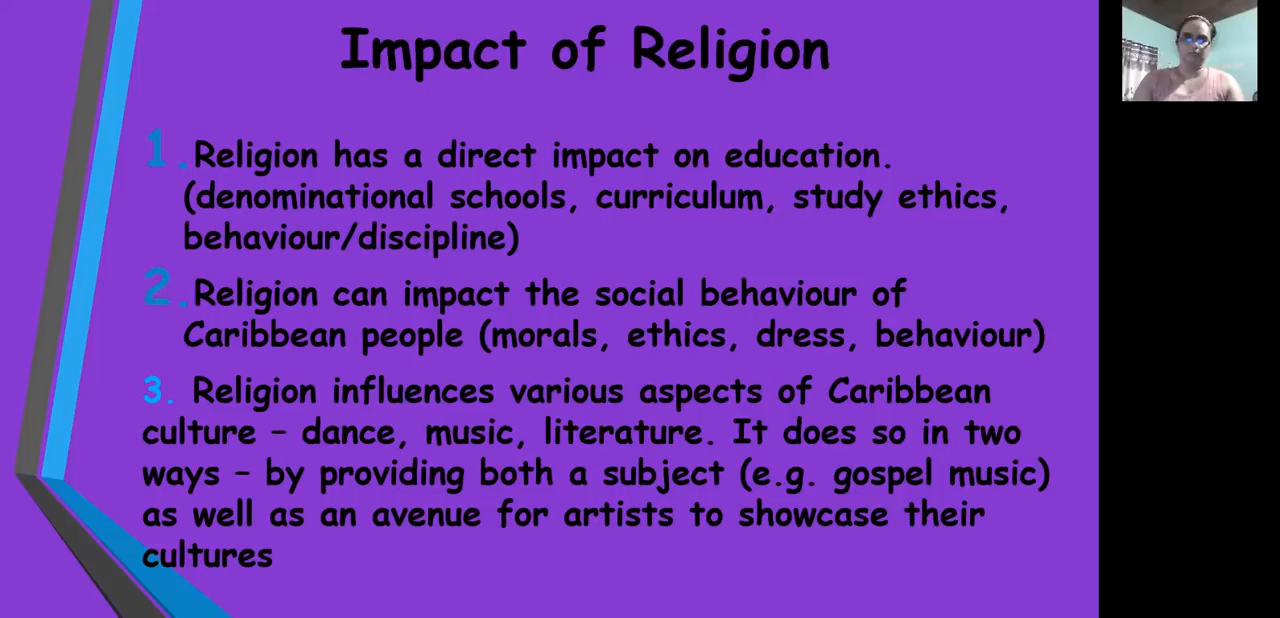 Impact of Religion
1.Religion has a direct impact on education.
(denominational schools, curriculum, study ethics,
behaviour/discipline)
2.Religion can impact the social behaviour of
Caribbean people (morals, ethics, dress, behaviour)
3. Religion influences various aspects of Caribbean
culture – dance, music, literature. It does so in two
ways – by providing both a subject (e.g. gospel music)
as well as an avenue for artists to showcase their
cultures